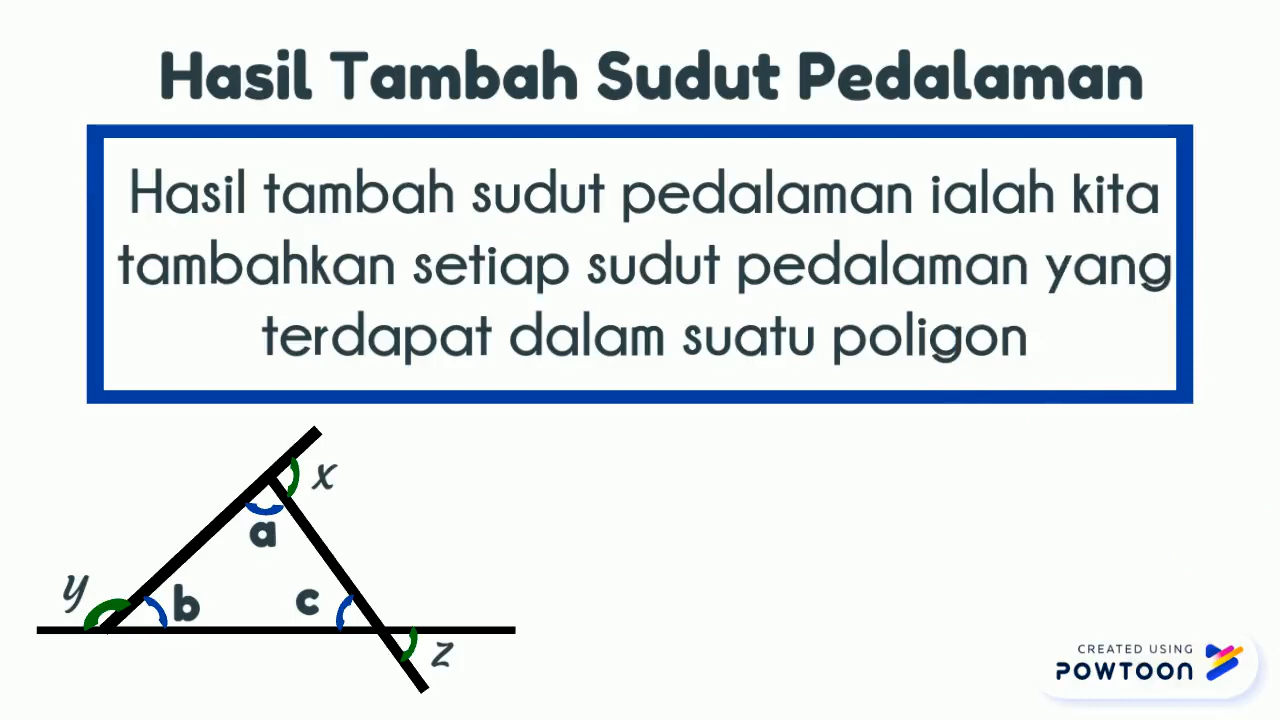 Hasil Tambah Sudut Pedalaman
Hasil tambah sudut pedalaman ialah kita
tambahkan setiap sudut pedalaman yang
terdapat dalam suatu poligon
x
a
y
b
c
z
CREATED USING
POWTOON